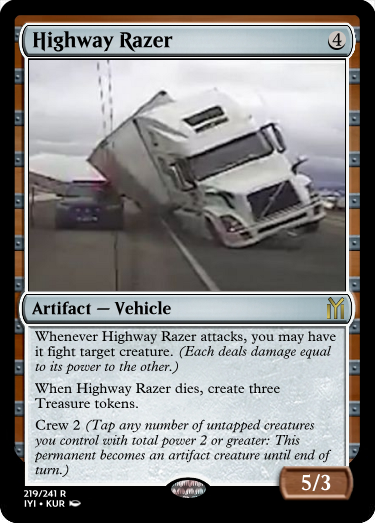 Highway Razer
4
Artifact — Vehicle
Whenever Highway Razer attacks, you may have
it fight target creature. (Each deals damage equal
to its power to the other.)
When Highway Razer dies, create three
Treasure tokens.
Crew 2 (Tap any number of untapped creatures
you control with total power 2 or greater: This
permanent becomes an artifact creature until end of
turn.)
5/3
219/241 R
IYI • KUR